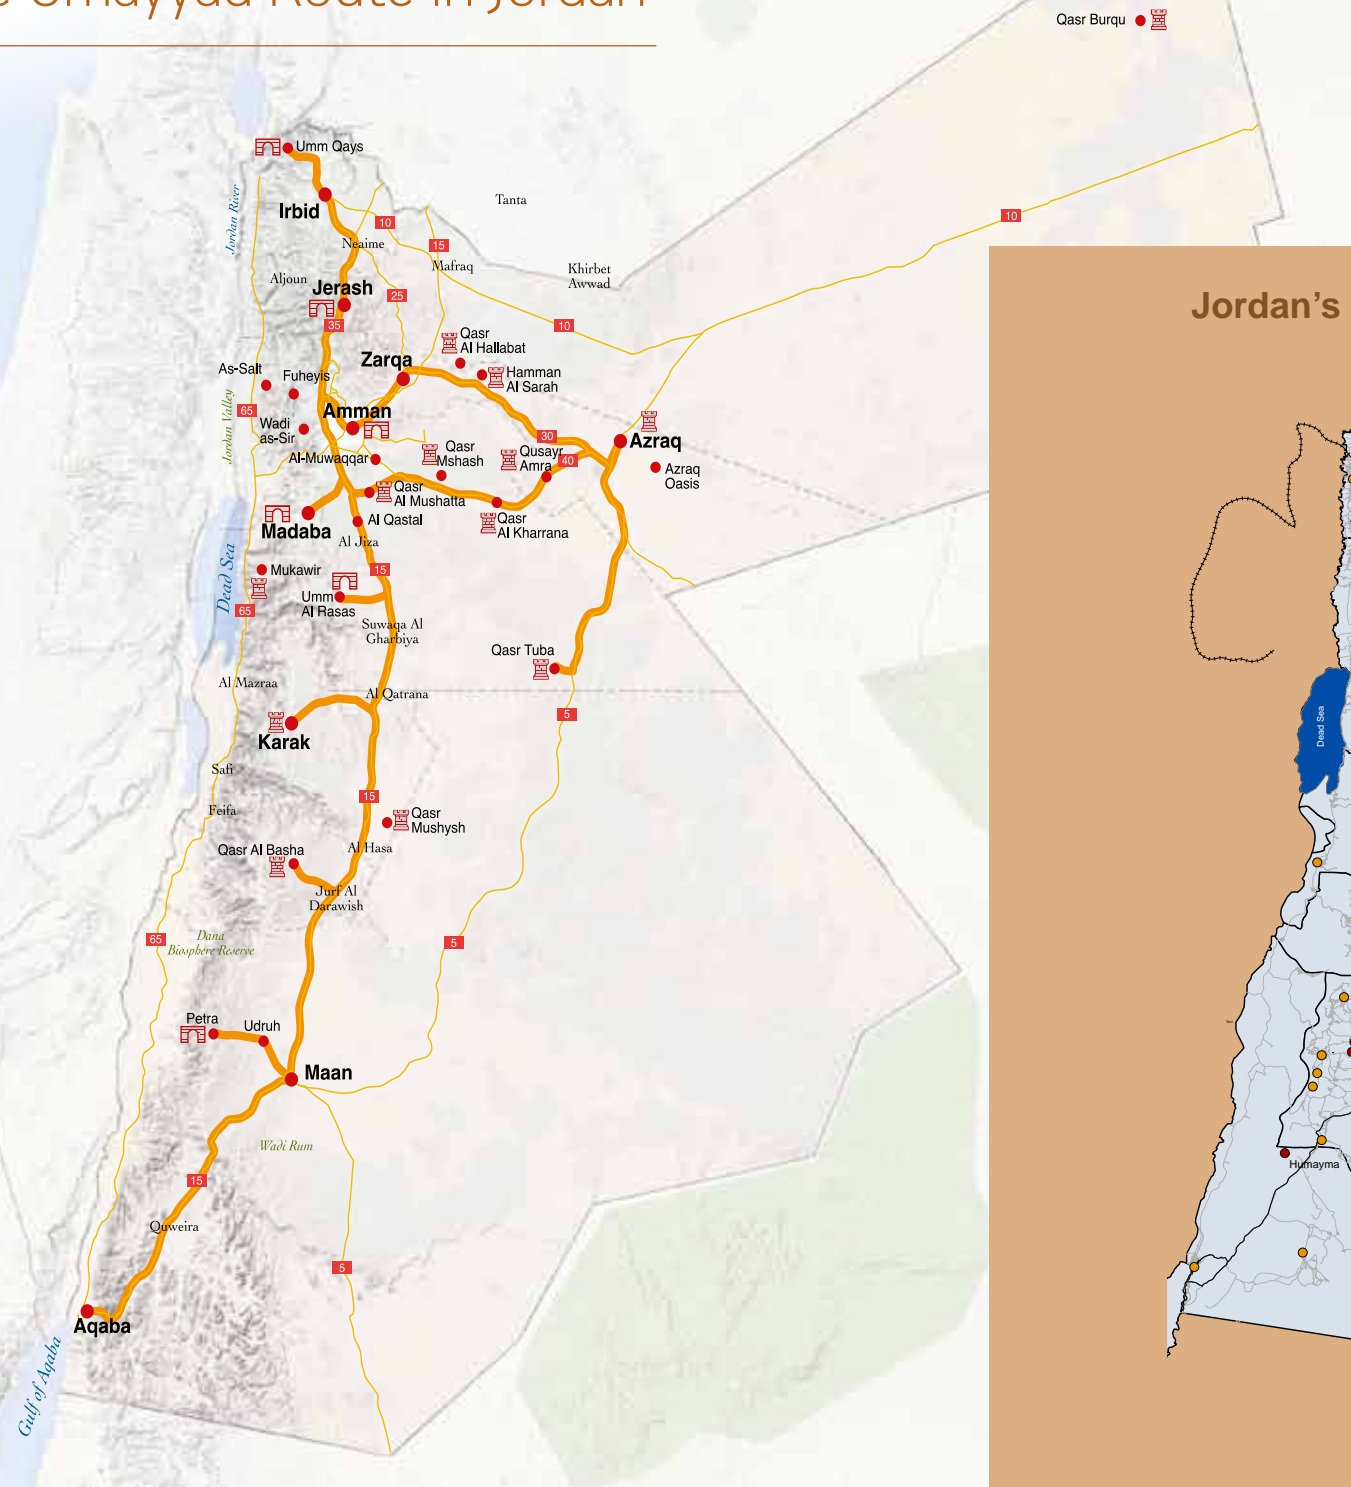 Umayyad Route in Jordan
Qasr Burqu
Umm Qays
Jordan River
Irbid
Tanta
10
10
Neaime
15
Mafraq
Khirbet
Awwad
Aljoun
Jerash
25
Jordan's
35
10
Qasr
Al Hallabat
Zarqa
As-Salt
Fuheyis
Hamman
Al Sarah
Jordan Valley
65
Amman
Wadi
as-Sir
30
Azraq
Al-Muwaqqar
Qasr
Mshash
Qusayr
Amra
40
Azraq
Oasis
Qasr
Al Mushatta
Madaba
Al Qastal
Qasr
Al Kharrana
Al Jiza
Dead Sea
Mukawir
15
65
Umm
Al Rasas
Suwaqa Al
Gharbiya
Qasr Tuba
Al Mazraa
Al Qatrana
5
Dead Sea
Karak
Safi
15
Feifa
Qasr
Mushysh
Qasr Al Basha
Al Hasa
Jurf Al
Darawish
65
Dana
Biosphere Reserve
5
Petra
Udruh
Maan
Wadi Rum
Humayma
15
Quweira
5
Aqaba
Gulf of Aqaba